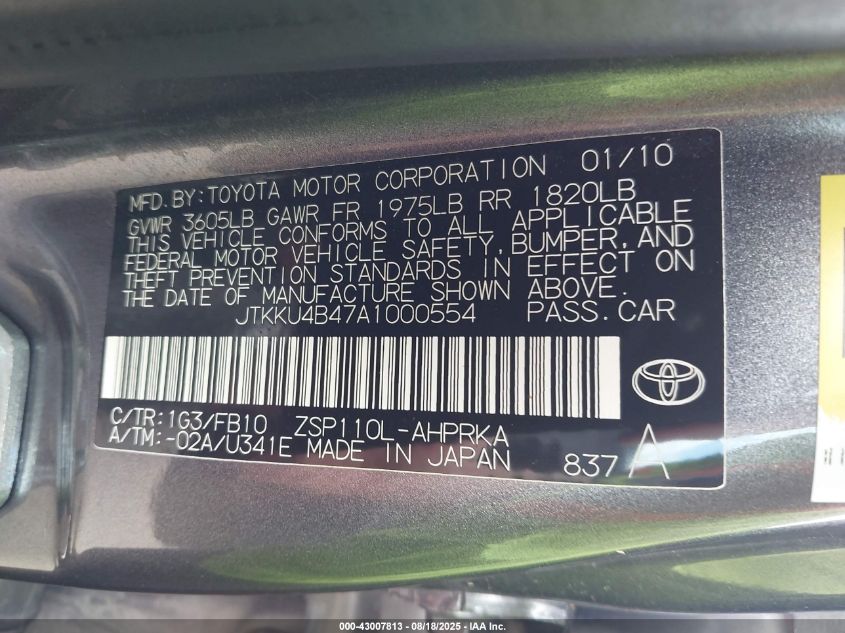 MFD. BY: TOYOTA MOTOR CORPORATION 01/10
GVWR 3605LB GAWR FR 1975LB RR 1820LB
THIS VEHICLE CONFORMS TO ALL APPLICABLE
FEDERAL MOTOR VEHICLE SAFETY, BUMPER, AND
THEFT PREVENTION STANDARDS IN EFFECT ON
THE DATE OF MANUFACTURE SHOWN ABOVE.
JTKKU4B47A1000554 PASS. CAR
C/TR: 1G3/FB10 ZSP110L-AHPRKA
A/TM: -02A/U341E MADE IN JAPAN 837 A
000-43007813 - 08/18/2025 - IAA, Inc.